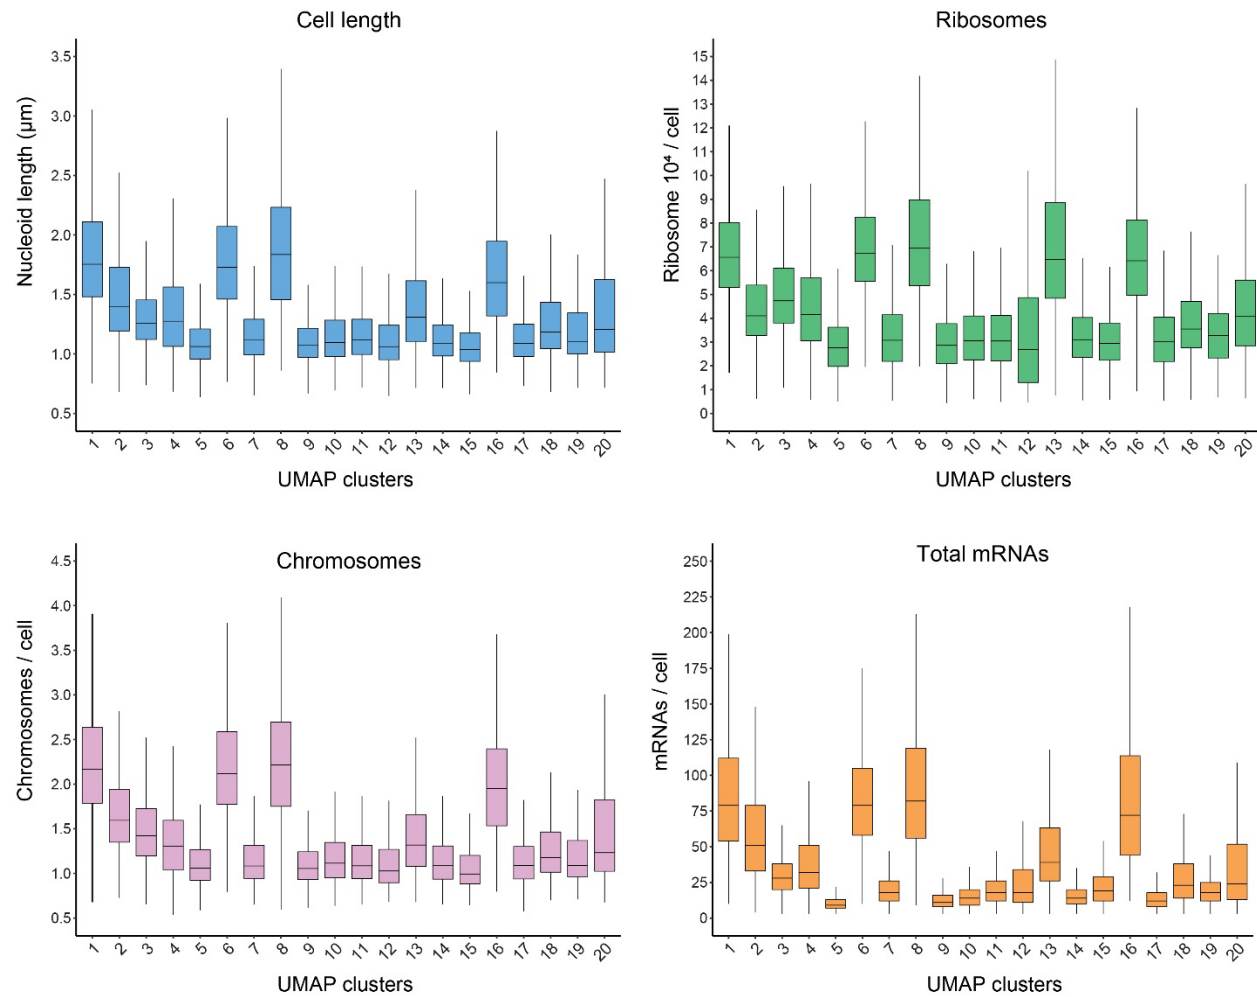 Cell length
Nucleoid length (µm)
3.5
3.0
2.5
2.0
1.5
1.0
0.5
1 2 3 4 5 6 7 8 9 10 11 12 13 14 15 16 17 18 19 20
UMAP clusters
Ribosomes
Ribosome 10⁴ / cell
15
14
13
12
11
10
9
8
7
6
5
4
3
2
1
0
1 2 3 4 5 6 7 8 9 10 11 12 13 14 15 16 17 18 19 20
UMAP clusters
Chromosomes
Chromosomes / cell
4.5
4.0
3.5
3.0
2.5
2.0
1.5
1.0
0.5
1 2 3 4 5 6 7 8 9 10 11 12 13 14 15 16 17 18 19 20
UMAP clusters
Total mRNAs
mRNAs / cell
250
225
200
175
150
125
100
75
50
25
0
1 2 3 4 5 6 7 8 9 10 11 12 13 14 15 16 17 18 19 20
UMAP clusters